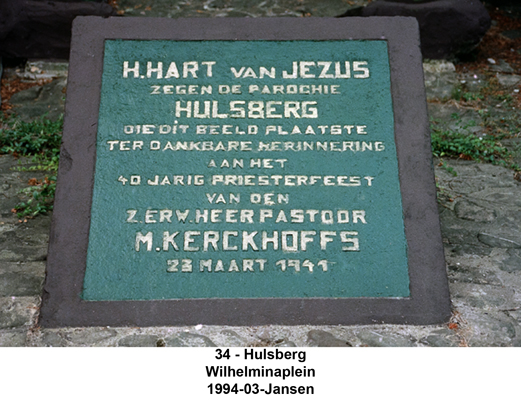 H. HART VAN JEZUS
ZEGEN DE PAROCHIE
HULSBERG
DIE DIT BEELD PLAATSTE
TER DANKBARE HERINNERING
AAN HET
40 JARIG PRIESTERFEEST
VAN DEN
Z.ERW. HEER PASTOOR
M. KERCKHOFFS
23 MAART 1941
34 - Hulsberg
Wilhelminaplein
1994-03-Jansen